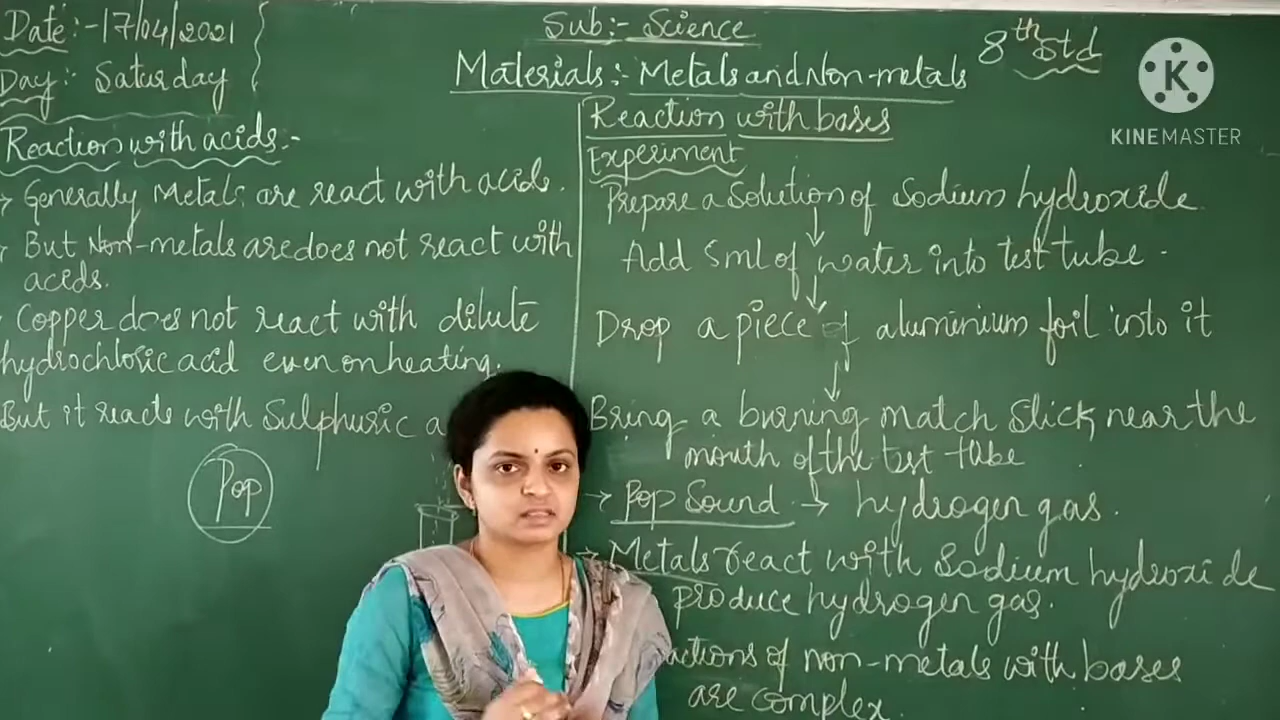 Date:-17/04/2021
Day:- Saturday
Sub:- Science
8th Std
Materials:- Metals and Non-metals
K
KINEMASTER
Reaction with acids:-
→ Generally Metals are react with acids.
→ But Non-metals are does not react with
acids.
Copper does not react with dilute
hydrochloric acid even on heating.
But it reacts with Sulphuric a
Pop
Reaction with bases
Experiment
Prepare a Solution of Sodium hydroxide
Add 5ml of water into test tube.
Drop a piece of aluminium foil into it
Bring a burning match stick near the
mouth of the test tube
→ Pop Sound → hydrogen gas.
→ Metals react with Sodium hydroxide
produce hydrogen gas.
actions of non-metals with bases
are complex.